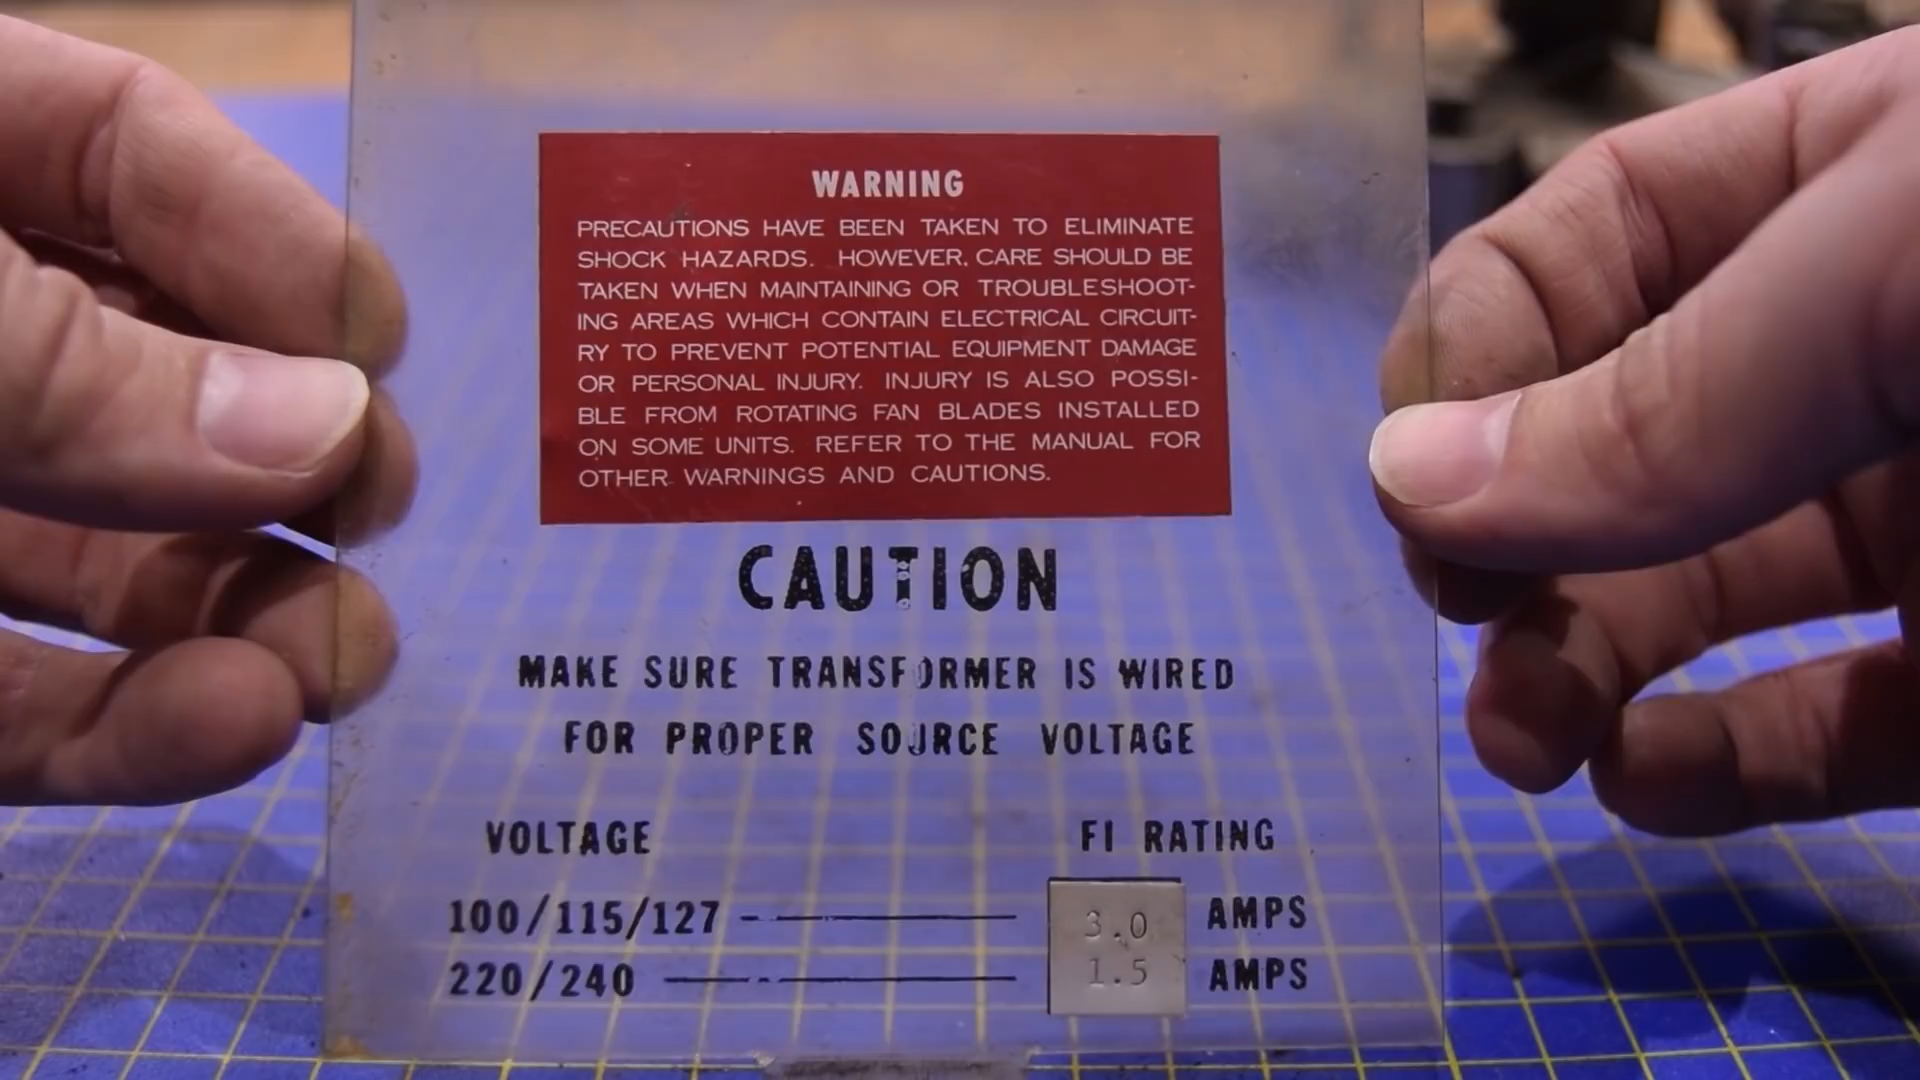 WARNING
PRECAUTIONS HAVE BEEN TAKEN TO ELIMINATE
SHOCK HAZARDS. HOWEVER, CARE SHOULD BE
TAKEN WHEN MAINTAINING OR TROUBLESHOOT-
ING AREAS WHICH CONTAIN ELECTRICAL CIRCUIT-
RY TO PREVENT POTENTIAL EQUIPMENT DAMAGE
OR PERSONAL INJURY. INJURY IS ALSO POSSI-
BLE FROM ROTATING FAN BLADES INSTALLED
ON SOME UNITS. REFER TO THE MANUAL FOR
OTHER WARNINGS AND CAUTIONS.
CAUTION
MAKE SURE TRANSFORMER IS WIRED
FOR PROPER SOURCE VOLTAGE
VOLTAGE FI RATING
100/115/127 3.0 AMPS
220/240 1.5 AMPS